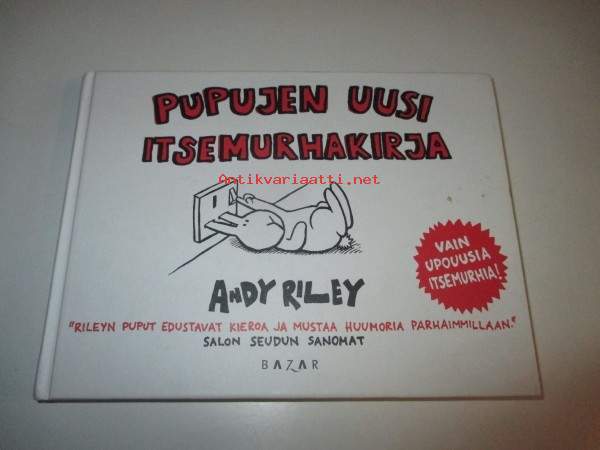 PUPUJEN UUSI
ITSEMURHAKIRJA
Antikvariaatti.net
VAIN
UPOUUSIA
ITSEMURHIA!
ANDY RILEY
"RILEYN PUPUT EDUSTAVAT KIEROA JA MUSTAA HUUMORIA PARHAIMMILLAAN."
SALON SEUDUN SANOMAT
BAZAR